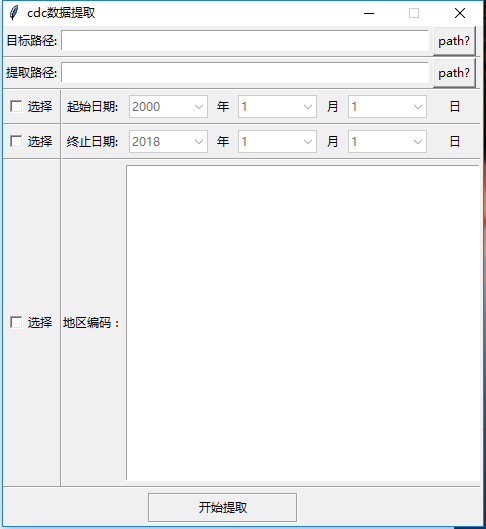 cdc数据提取
目标路径: path?
提取路径: path?
选择 起始日期: 2000 年 1 月 1 日
选择 终止日期: 2018 年 1 月 1 日
选择 地区编码：
开始提取